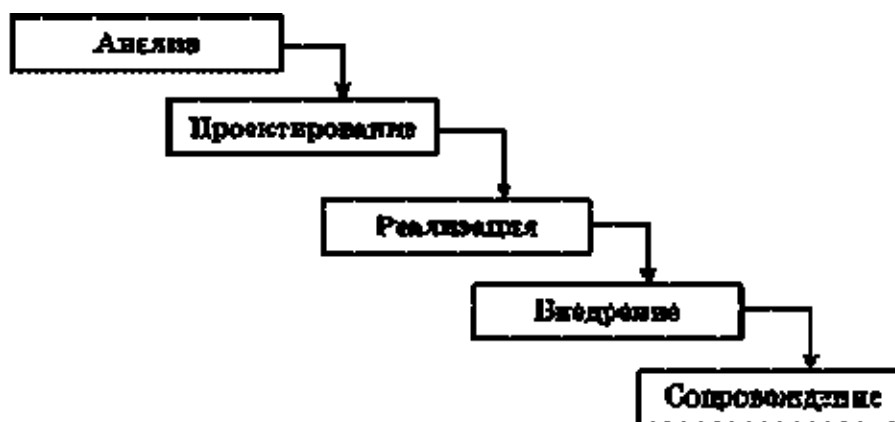 Анализ
Проектирование
Реализация
Внедрение
Сопровождение